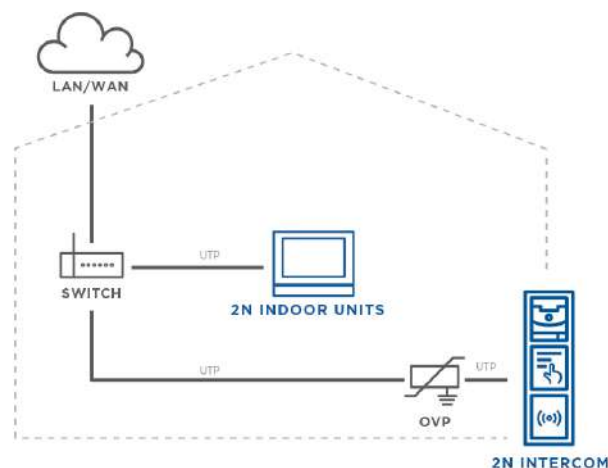 LAN/WAN
UTP
SWITCH
2N INDOOR UNITS
UTP
UTP
OVP
2N INTERCOM